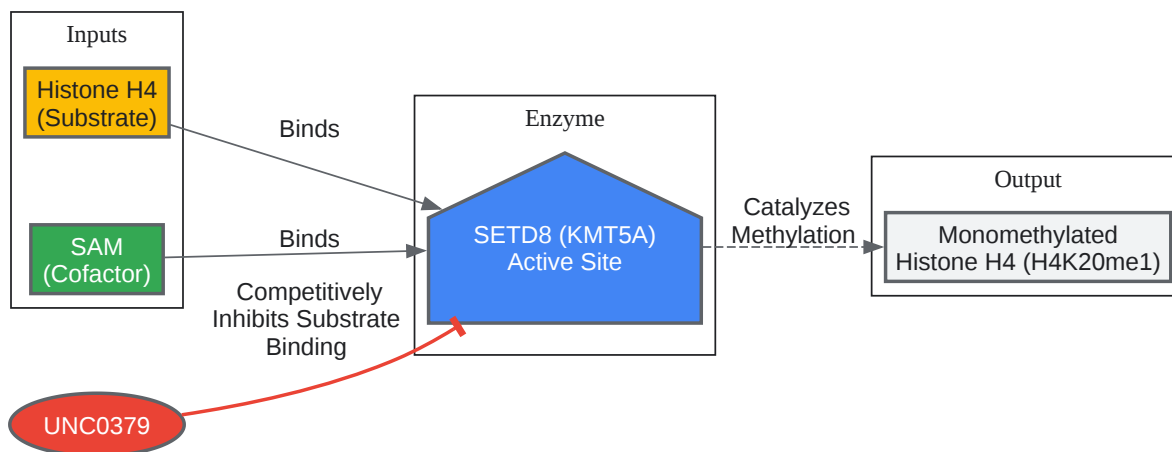 Inputs
Histone H4
(Substrate)
SAM
(Cofactor)
Binds
Binds
Competitively
Inhibits Substrate
Binding
UNC0379
Enzyme
SETD8 (KMT5A)
Active Site
Catalyzes
Methylation
Output
Monomethylated
Histone H4 (H4K20me1)